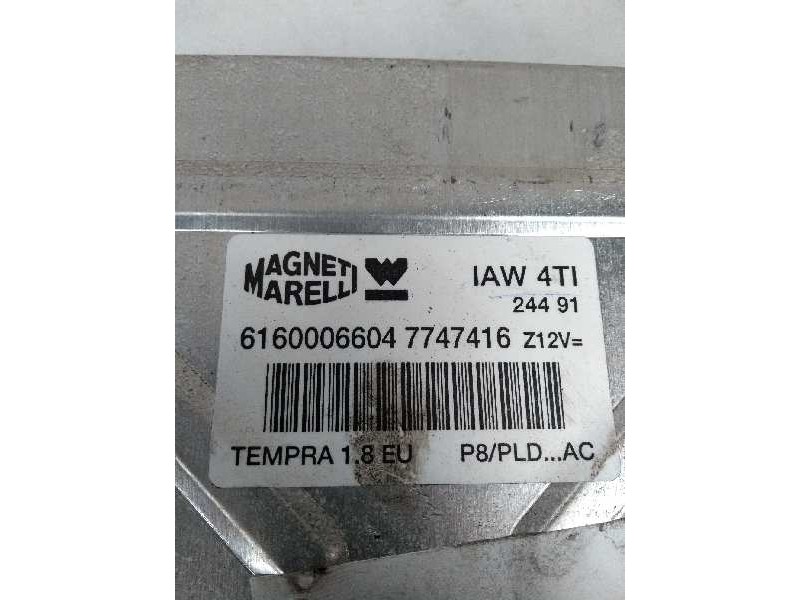 MAGNETI MARELLI W IAW 4TI
244 91
6160006604 7747416 Z12V=
TEMPRA 1.8 EU P8/PLD...AC